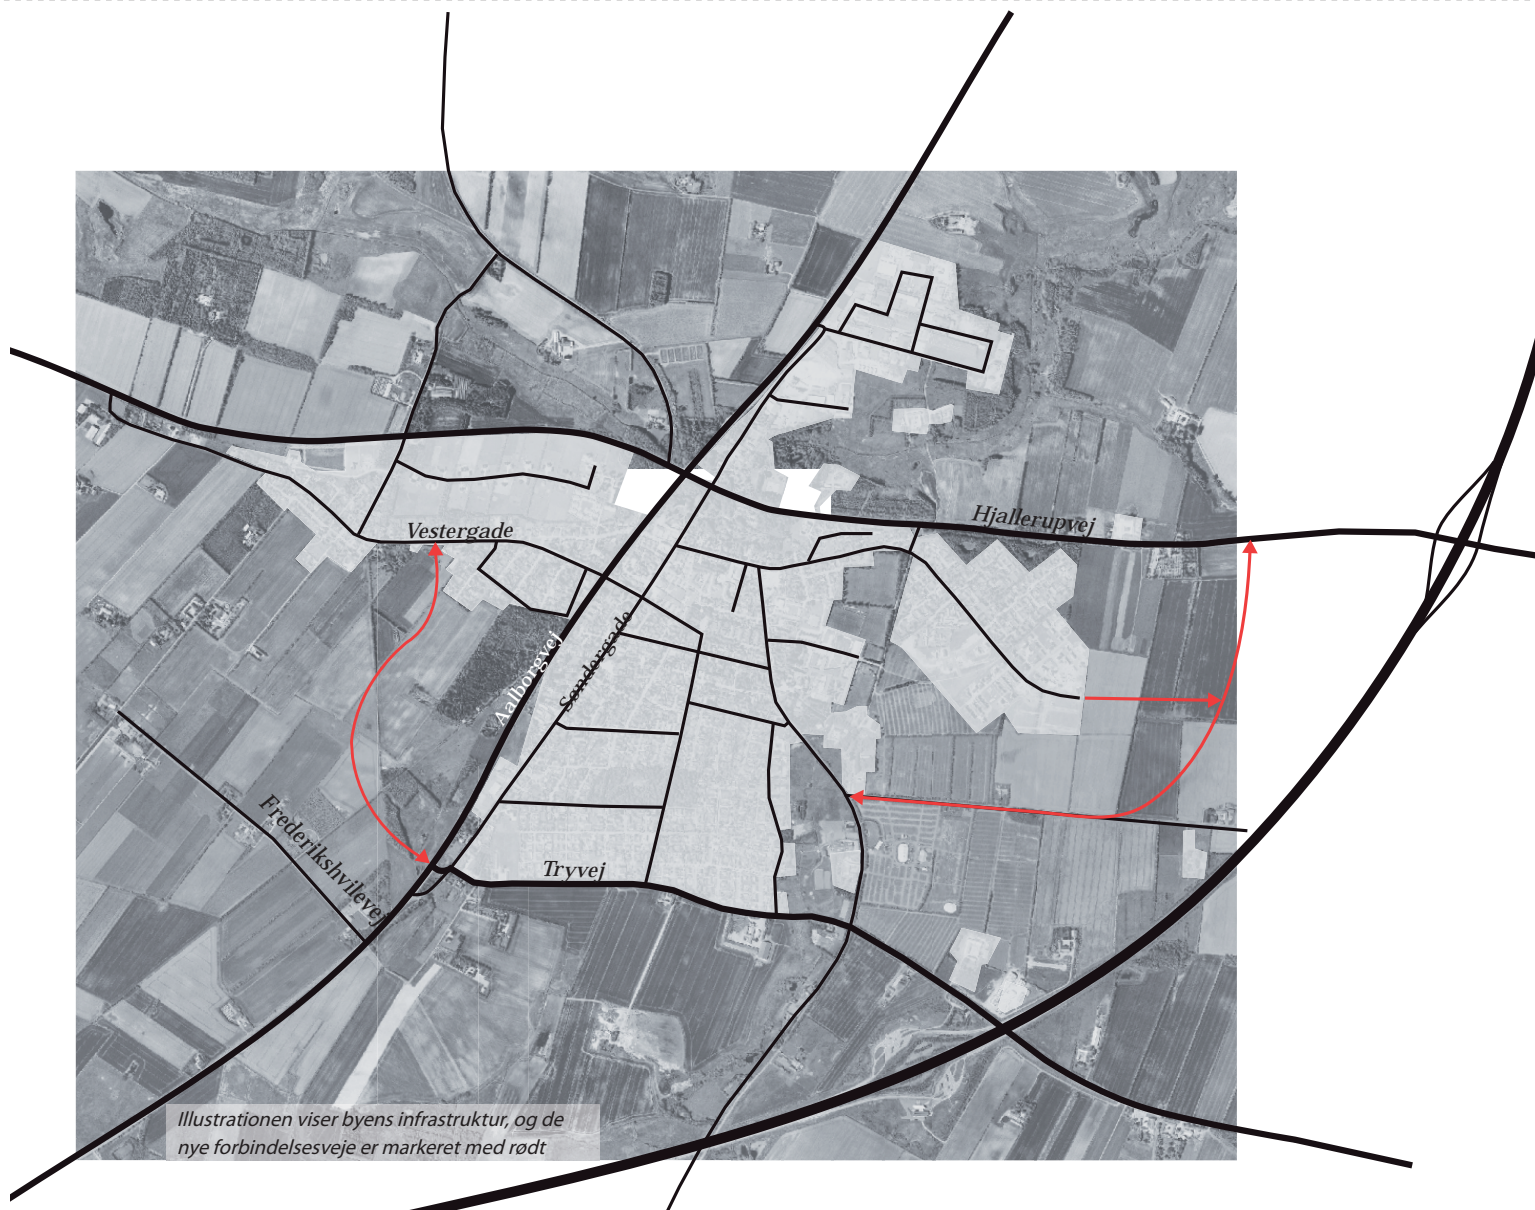 Hjallerupvej
Vestergade
Aalborgvej
Søndergade
Frederikshvilevej
Tryvej
Illustrationen viser byens infrastruktur, og de
nye forbindelsesveje er markeret med rødt